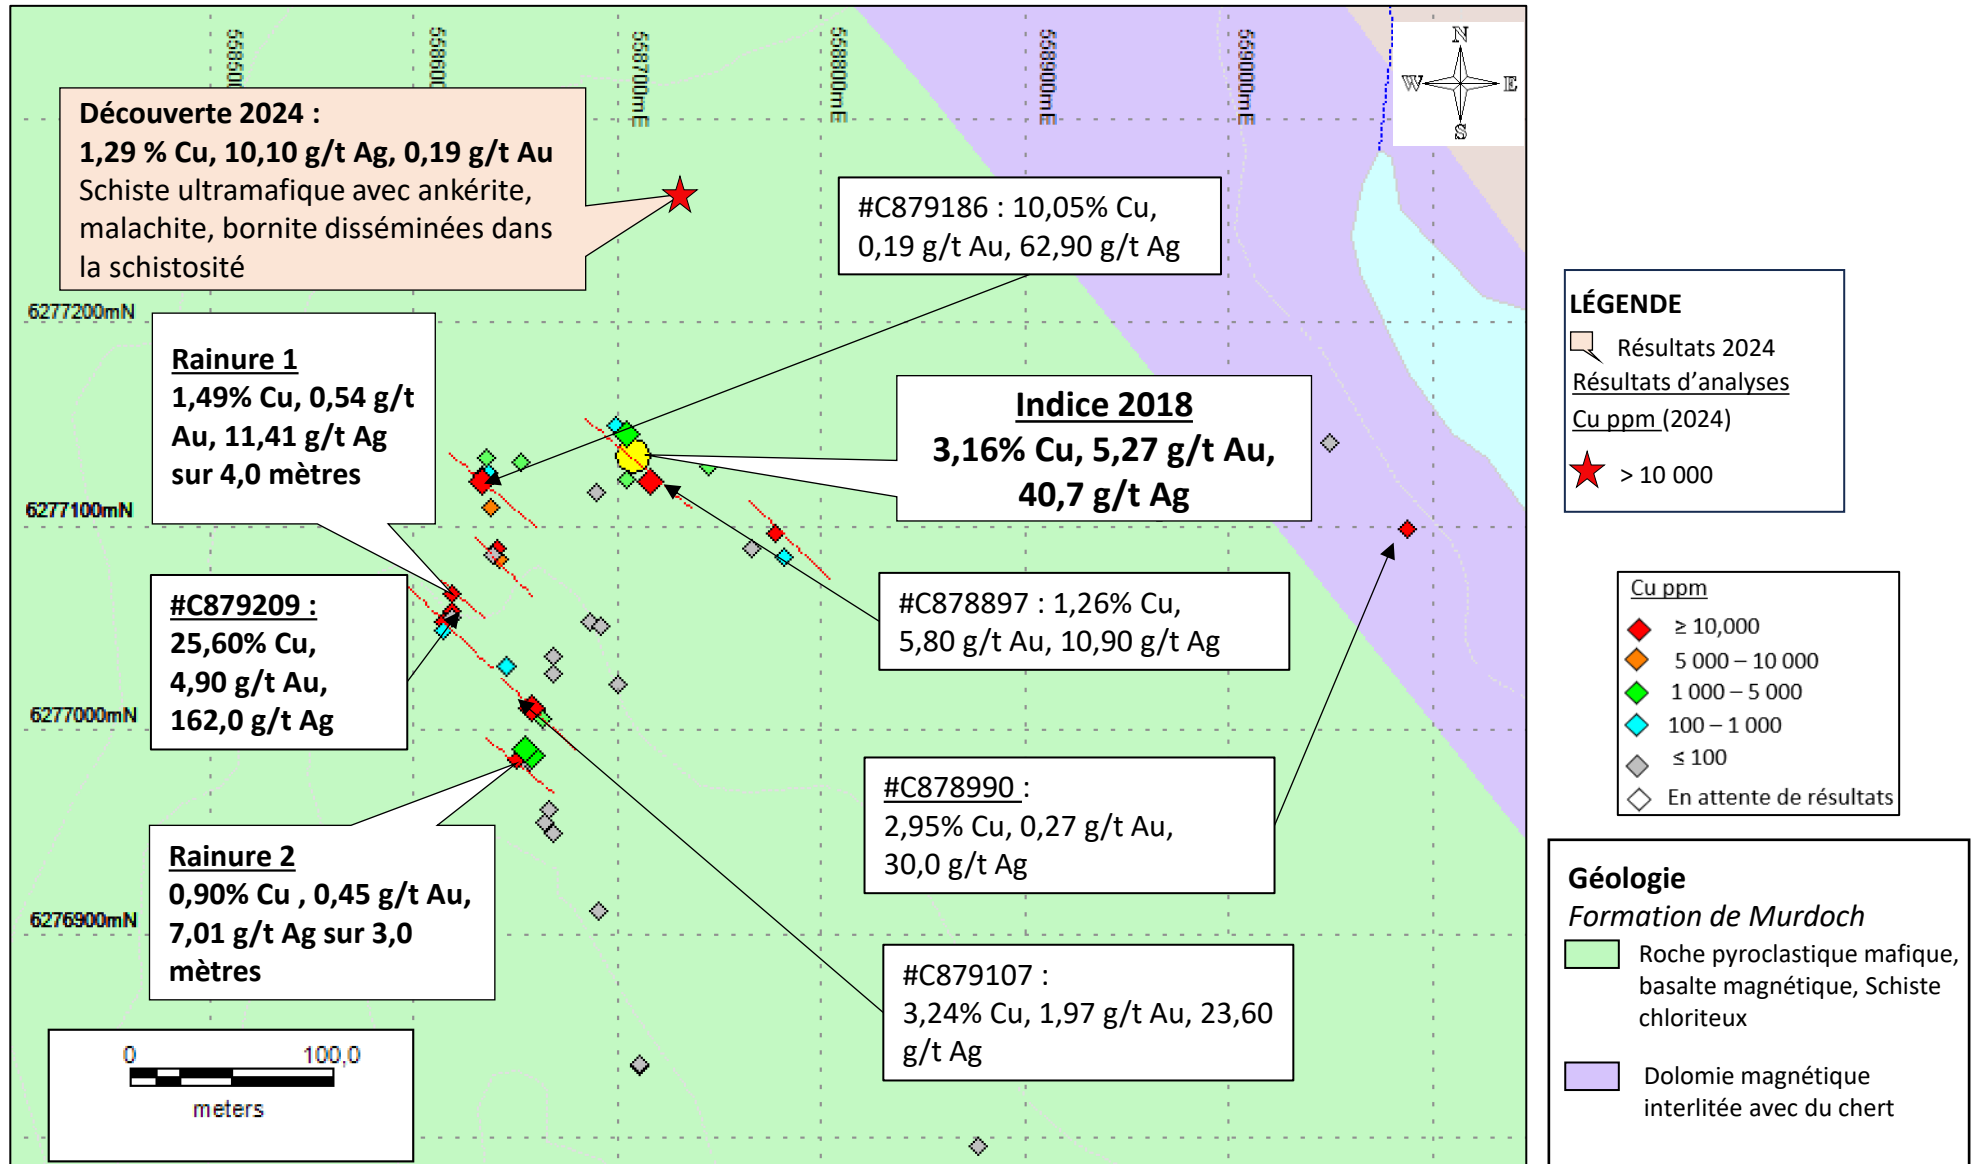 558500
558600
558700mE
558800mE
558900mE
559000mE
N
W
E
S
Découverte 2024 :
1,29 % Cu, 10,10 g/t Ag, 0,19 g/t Au
Schiste ultramafique avec ankérite,
malachite, bornite disséminées dans
la schistosité
#C879186 : 10,05% Cu,
0,19 g/t Au, 62,90 g/t Ag
6277200mN
Rainure 1
1,49% Cu, 0,54 g/t
Au, 11,41 g/t Ag
sur 4,0 mètres
Indice 2018
3,16% Cu, 5,27 g/t Au,
40,7 g/t Ag
6277100mN
#C879209 :
25,60% Cu,
4,90 g/t Au,
162,0 g/t Ag
#C878897 : 1,26% Cu,
5,80 g/t Au, 10,90 g/t Ag
6277000mN
#C878990 :
2,95% Cu, 0,27 g/t Au,
30,0 g/t Ag
Rainure 2
0,90% Cu , 0,45 g/t Au,
7,01 g/t Ag sur 3,0
mètres
6276900mN
#C879107 :
3,24% Cu, 1,97 g/t Au, 23,60
g/t Ag
0 100,0
meters
LÉGENDE
Résultats 2024
Résultats d’analyses
Cu ppm (2024)
> 10 000
Cu ppm
≥ 10,000
5 000 – 10 000
1 000 – 5 000
100 – 1 000
≤ 100
En attente de résultats
Géologie
Formation de Murdoch
Roche pyroclastique mafique,
basalte magnétique, Schiste
chloriteux
Dolomie magnétique
interlitée avec du chert